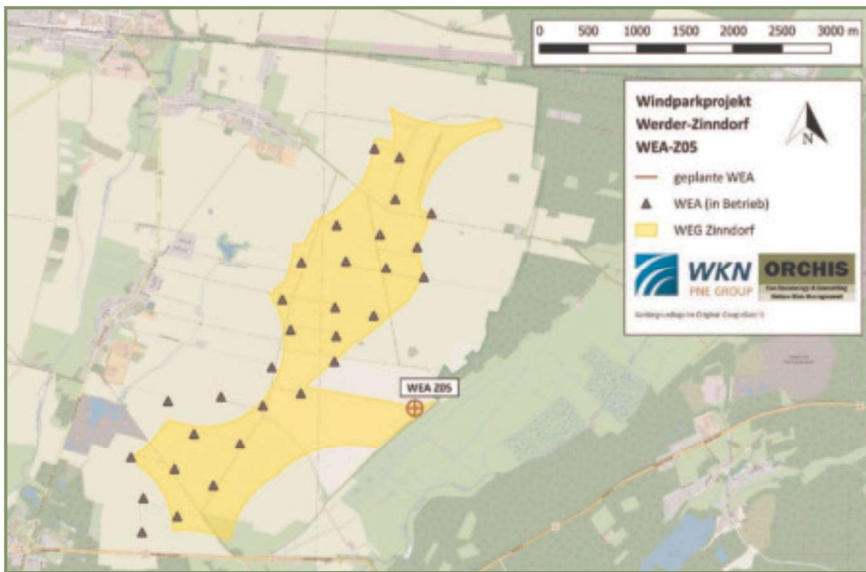 0 500 1000 1500 2000 2500 3000 m
Windparkprojekt
Werder-Zinndorf
WEA-Z05
N
geplante WEA
WEA (in Betrieb)
WEG Zinndorf
WKN
PNE GROUP
ORCHIS
WEA Z05